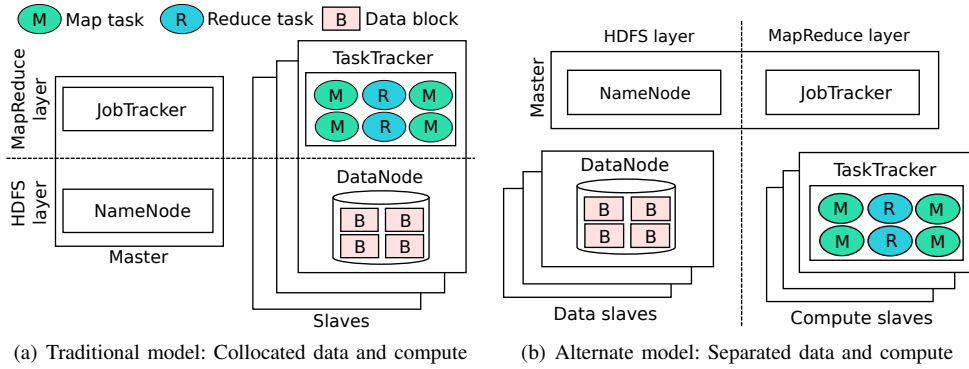 M Map task R Reduce task B Data block
MapReduce layer
HDFS layer
JobTracker
NameNode
Master
TaskTracker
M R M
M R M
DataNode
B B
B B
Slaves
(a) Traditional model: Collocated data and compute
HDFS layer MapReduce layer
Master
NameNode JobTracker
DataNode
B B
B B
Data slaves
TaskTracker
M R M
M R M
Compute slaves
(b) Alternate model: Separated data and compute